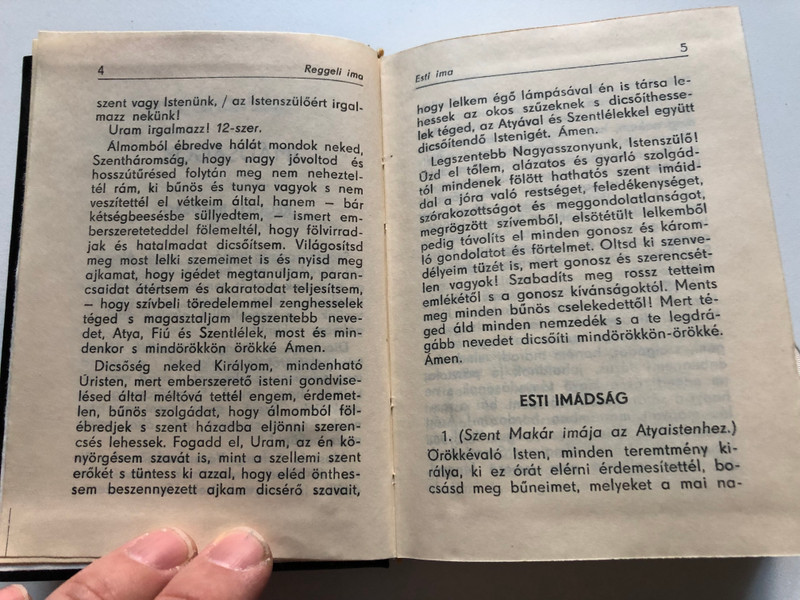 4 Reggeli ima
szent vagy Istenünk, / az Istenszülőért irgal-
mazz nekünk!
Uram irgalmazz! 12-szer.
Álmomból ébredve hálát mondok neked,
Szentháromság, hogy nagy jóvoltod és
hosszútűrésed folytán meg nem nehezte-
tél rám, ki bűnös és tunya vagyok s nem
veszítettél el vétkeim által, hanem – bár
kétségbeesésbe süllyedtem, – ismert em-
berszereteteddel fölemeltél, hogy fölvirrad-
jak és hatalmadat dicsőítsem. Világosítsd
meg most lelki szemeimet is és nyisd meg
ajkamat, hogy igédet megtanuljam, paran-
csaidat átértsem és akaratodat teljesítsem,
– hogy szívbeli töredelemmel zenghesselek
téged s magasztaljam legszentebb neve-
det, Atya, Fiú és Szentlélek, most és min-
denkor s mindörökkön örökké Ámen.
Dicsőség neked Királyom, mindenható
Úristen, mert emberszerető isteni gondvise-
lésed által méltóvá tettél engem, érdemet-
len, bűnös szolgádat, hogy álmomból föl-
ébredjek s szent házadba eljönni szeren-
csés lehessek. Fogadd el, Uram, az én kö-
nyörgésem szavát is, mint a szellemi szent
erőkét s tüntess ki azzal, hogy eléd önthes-
sem beszennyezett ajkam dicsérő szavait,
Esti ima 5
hogy lelkem égő lámpásával én is társa le-
hessek az okos szűzeknek s dicsőíthesse-
lek téged, az Atyával és Szentlélekkel együtt
dicsőítendő Istenigét. Ámen.
Legszentebb Nagyasszonyunk, Istenszülő!
Űzd el tőlem, alázatos és gyarló szolgád-
tól mindenek fölött hathatós szent imáid-
dal a jóra való restséget, feledékenységet,
szórakozottságot és meggondolatlanságot,
megrögzött szívemből, elsötétült lelkemből
pedig távolíts el minden gonosz és károm-
ló gondolatot és förtelmet. Oltsd ki szenve-
délyeim tüzét is, mert gonosz és szerencsét-
len vagyok! Szabadíts meg rossz tetteim
emlékétől s a gonosz kívánságoktól. Ments
meg minden bűnös cselekedettől! Mert té-
ged áld minden nemzedék s a te legdrá-
gább nevedet dicsőíti mindörökkön-örökké.
Ámen.
ESTI IMÁDSÁG
1. (Szent Makár imája az Atyaistenhez.)
Örökkévaló Isten, minden teremtmény ki-
rálya, ki ez órát elérni érdemesítettél, bo-
csásd meg bűneimet, melyeket a mai na-